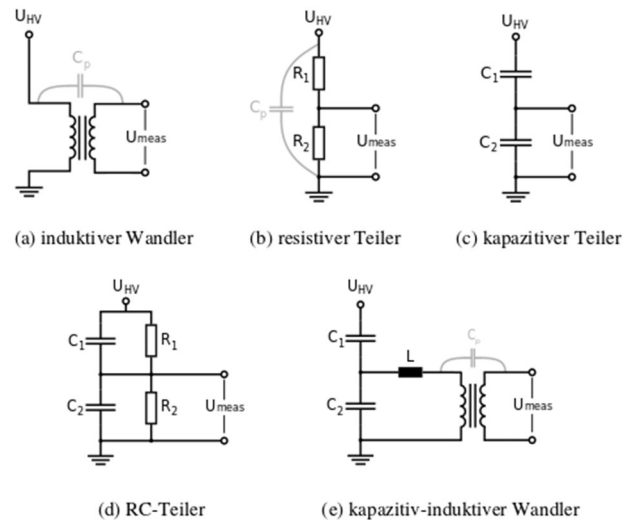 U_HV
C_p
U_meas
(a) induktiver Wandler
U_HV
R_1
C_p
R_2
U_meas
(b) resistiver Teiler
U_HV
C_1
C_2
U_meas
(c) kapazitiver Teiler
U_HV
C_1
R_1
C_2
R_2
U_meas
(d) RC-Teiler
U_HV
C_1
L
C_p
C_2
U_meas
(e) kapazitiv-induktiver Wandler